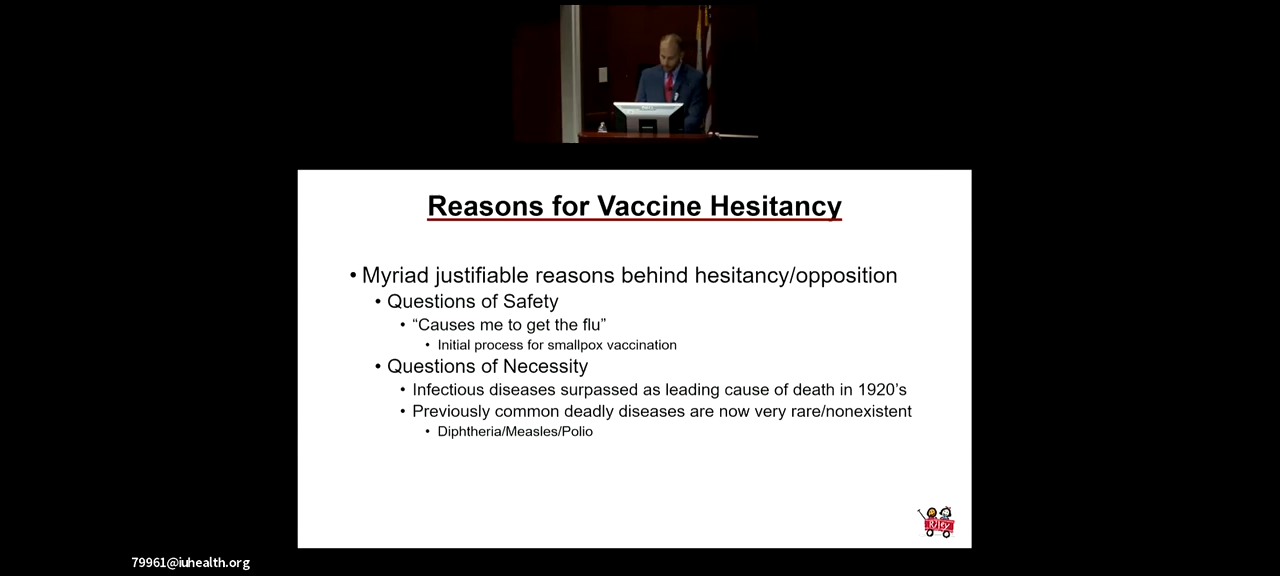 Reasons for Vaccine Hesitancy
• Myriad justifiable reasons behind hesitancy/opposition
• Questions of Safety
• “Causes me to get the flu”
• Initial process for smallpox vaccination
• Questions of Necessity
• Infectious diseases surpassed as leading cause of death in 1920’s
• Previously common deadly diseases are now very rare/nonexistent
• Diphtheria/Measles/Polio
Riley
79961@iuhealth.org